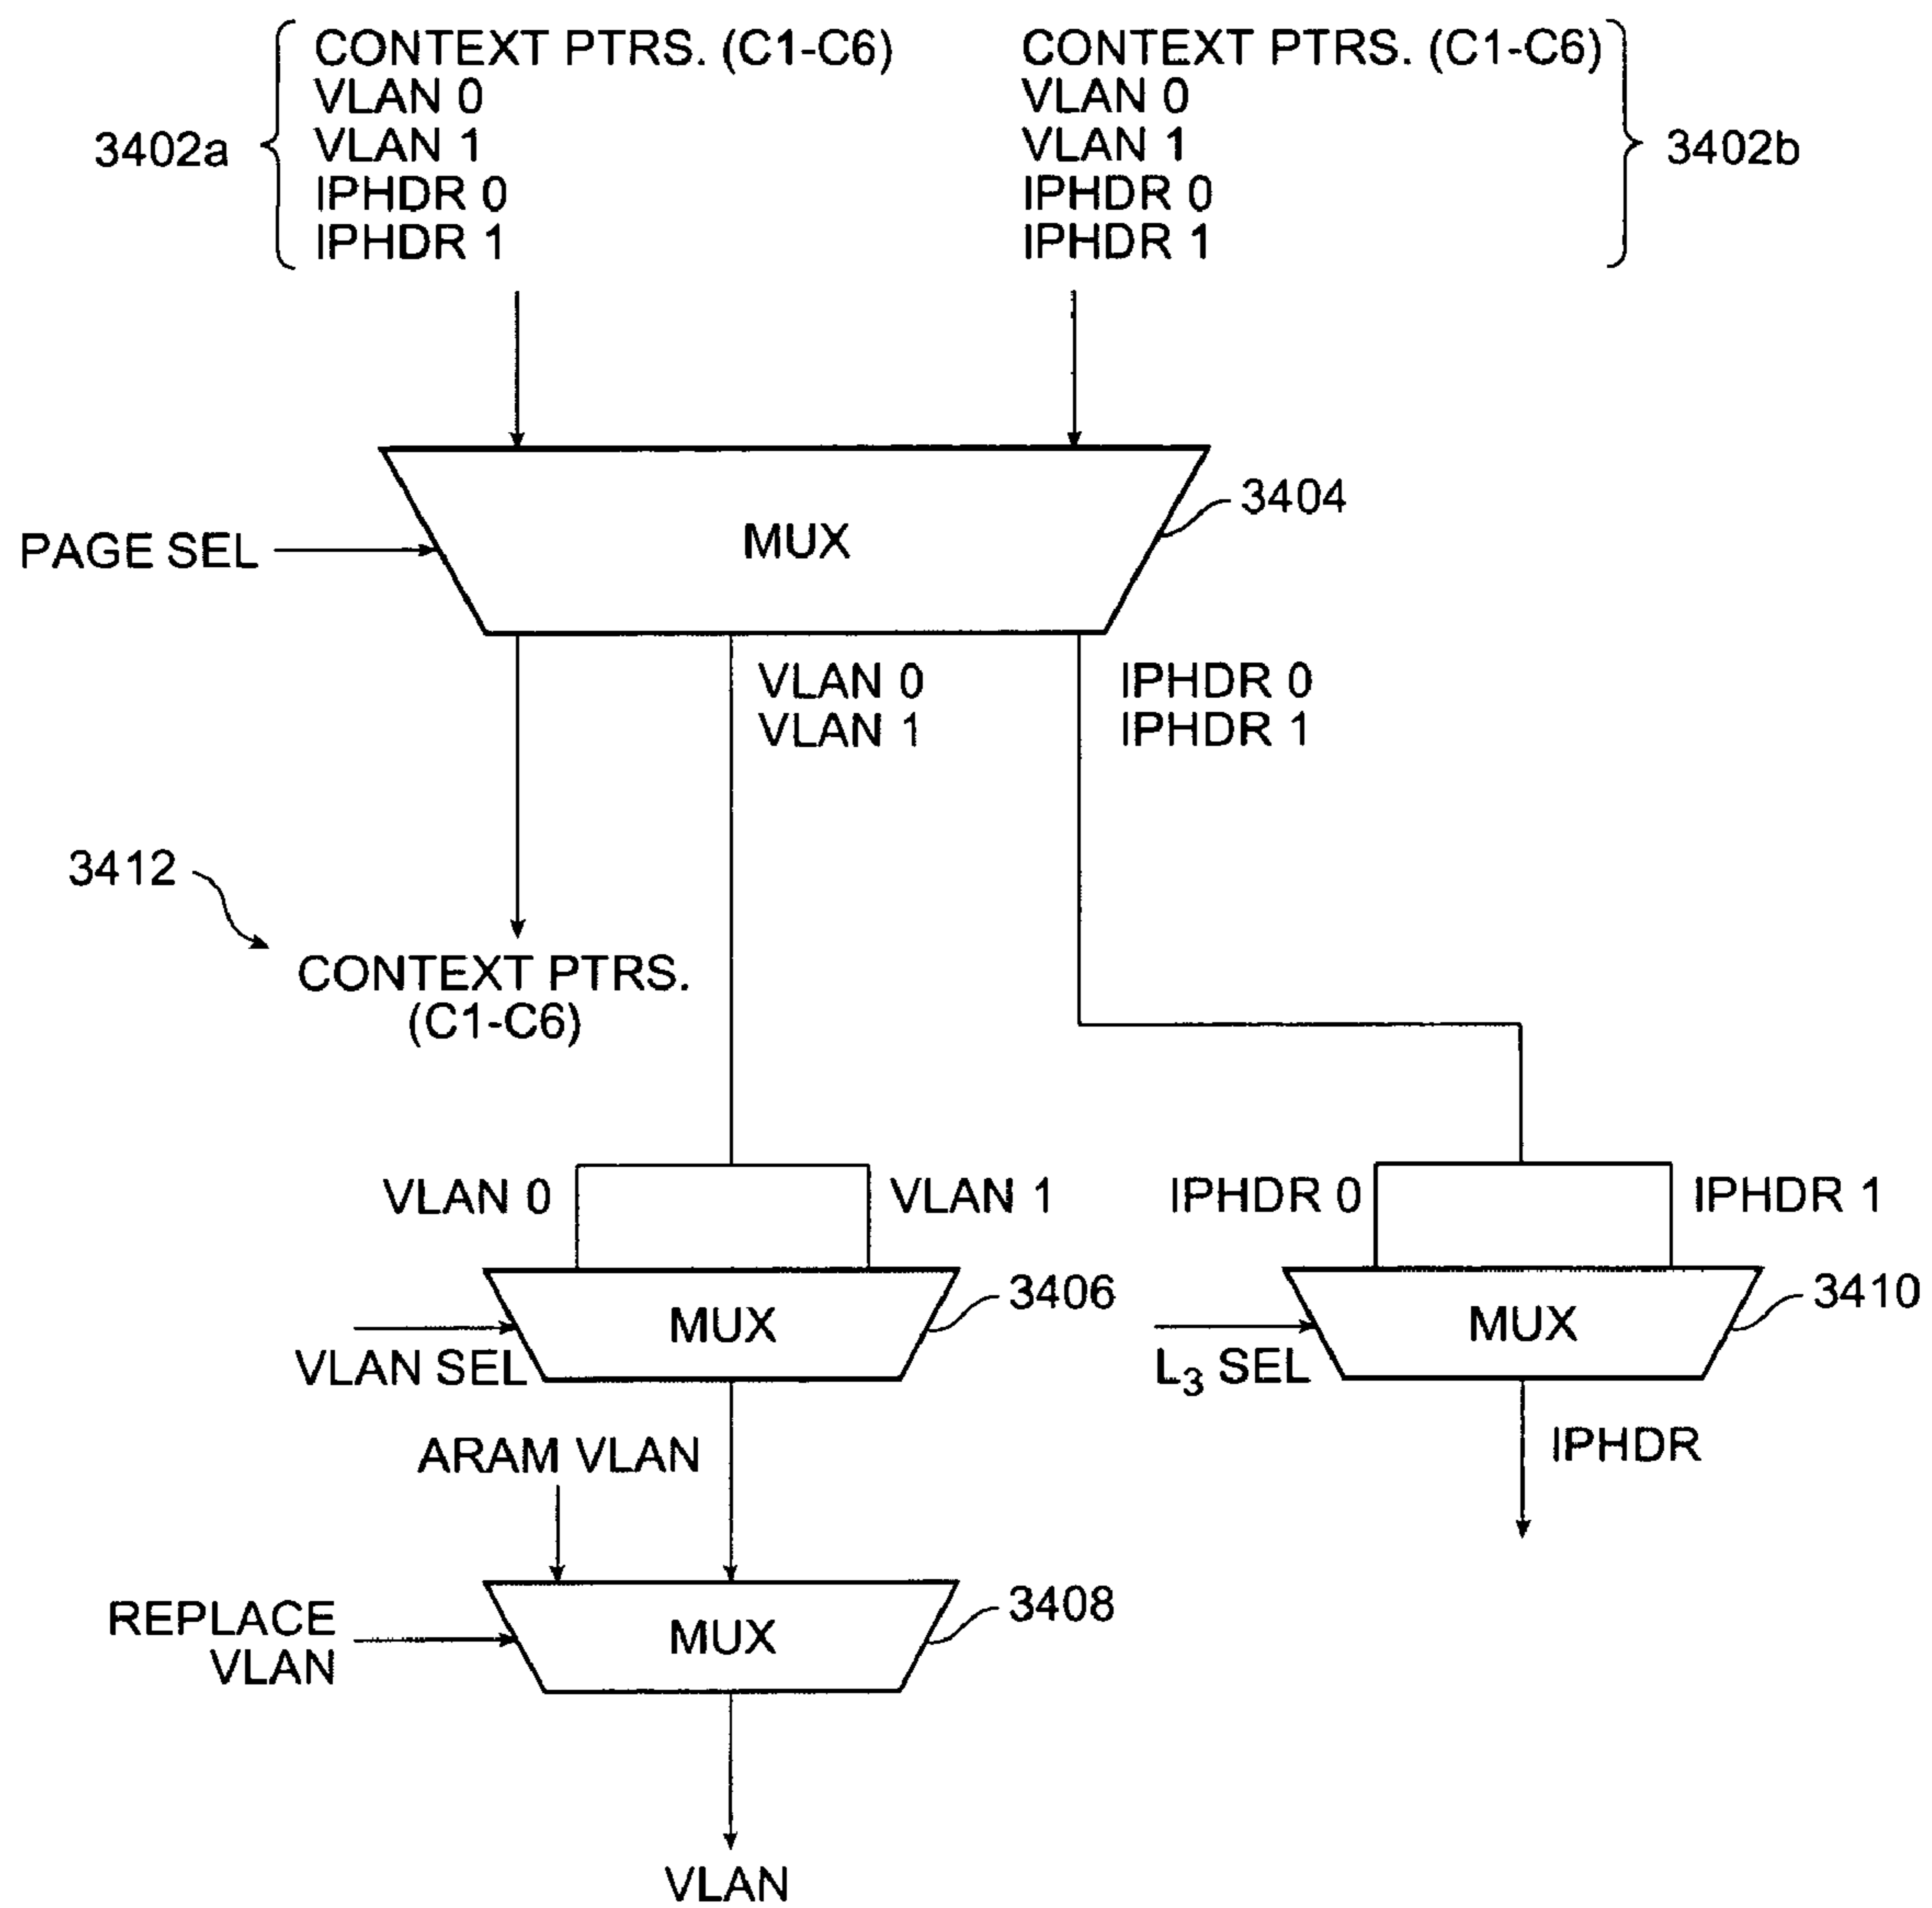 3402a
CONTEXT PTRS. (C1-C6)
VLAN 0
VLAN 1
IPHDR 0
IPHDR 1
CONTEXT PTRS. (C1-C6)
VLAN 0
VLAN 1
IPHDR 0
IPHDR 1
3402b
PAGE SEL
MUX
3404
VLAN 0
VLAN 1
IPHDR 0
IPHDR 1
3412
CONTEXT PTRS.
(C1-C6)
VLAN 0
VLAN 1
IPHDR 0
IPHDR 1
VLAN SEL
MUX
3406
L3 SEL
MUX
3410
ARAM VLAN
IPHDR
REPLACE
VLAN
MUX
3408
VLAN